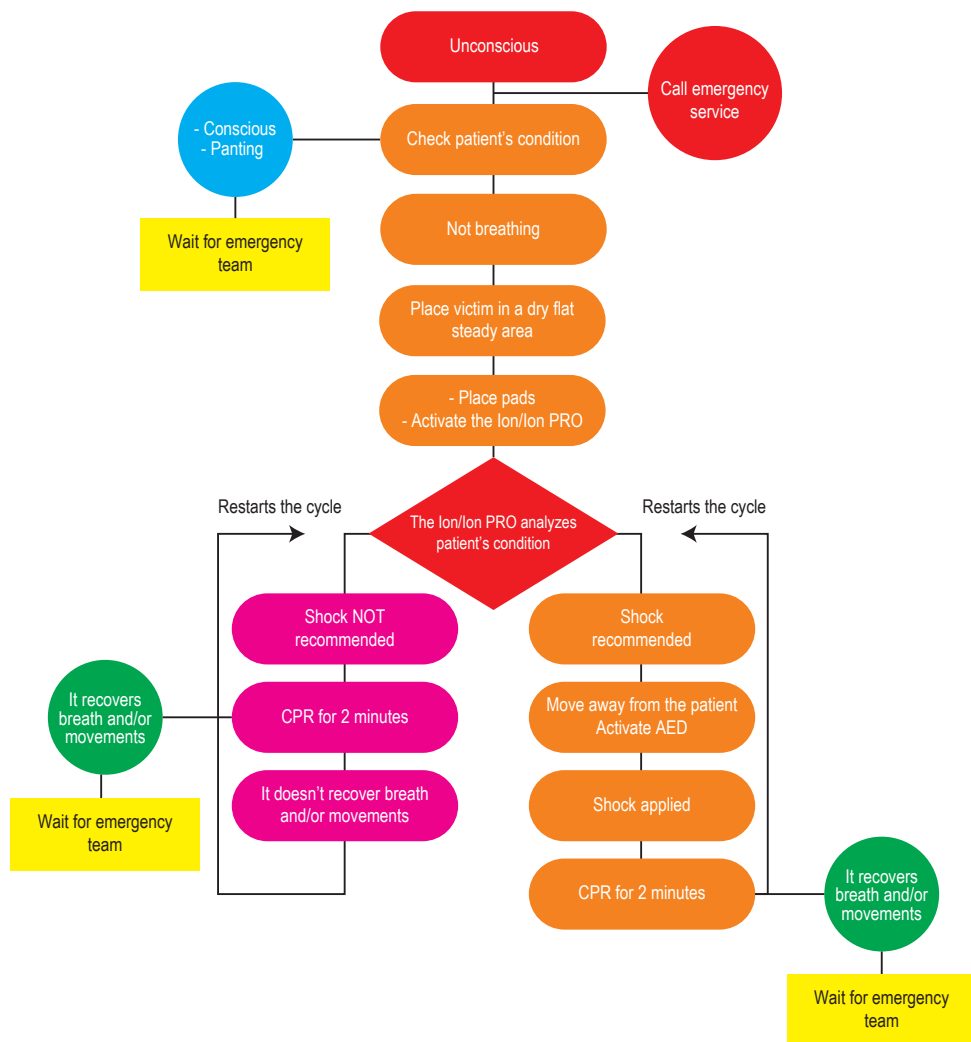 Unconscious
Call emergency
service
- Conscious
- Panting
Check patient's condition
Wait for emergency
team
Not breathing
Place victim in a dry flat
steady area
- Place pads
- Activate the Ion/Ion PRO
Restarts the cycle
The Ion/Ion PRO analyzes
patient's condition
Restarts the cycle
Shock NOT
recommended
Shock
recommended
It recovers
breath and/or
movements
CPR for 2 minutes
Move away from the patient
Activate AED
Wait for emergency
team
It doesn't recover breath
and/or movements
Shock applied
CPR for 2 minutes
It recovers
breath and/or
movements
Wait for emergency
team